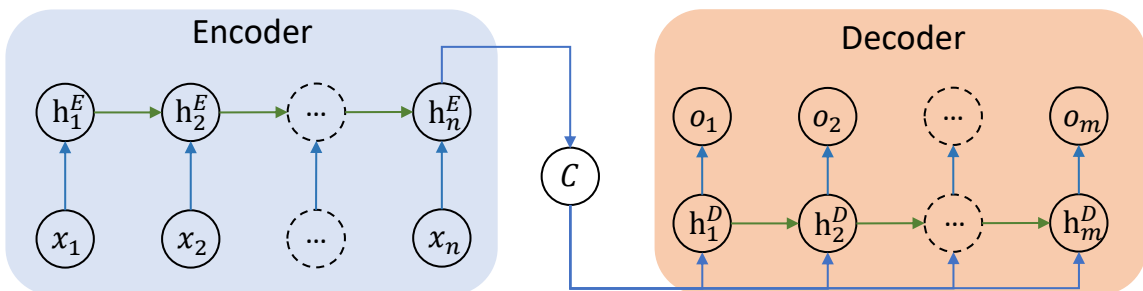 Encoder
h₁ᴱ h₂ᴱ ... hₙᴱ
x₁ x₂ ... xₙ
C
Decoder
o₁ o₂ ... oₘ
h₁ᴰ h₂ᴰ ... hₘᴰ